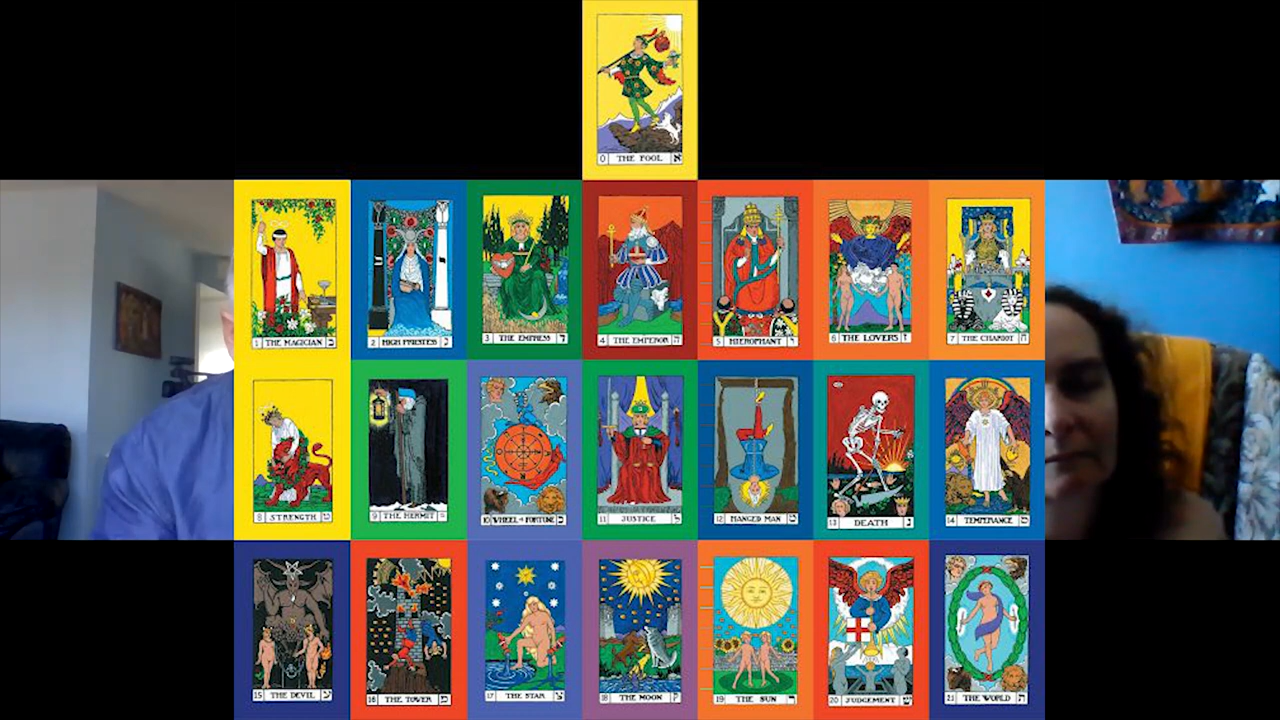 0 THE FOOL א
1 THE MAGICIAN ב
2 HIGH PRIESTESS ג
3 THE EMPRESS ד
4 THE EMPEROR ה
5 HIEROPHANT ו
6 THE LOVERS ז
7 THE CHARIOT ח
8 STRENGTH ט
9 THE HERMIT י
10 WHEEL of FORTUNE כ
11 JUSTICE ל
12 HANGED MAN מ
13 DEATH נ
14 TEMPERANCE ס
15 THE DEVIL ע
16 THE TOWER פ
17 THE STAR צ
18 THE MOON ק
19 THE SUN ר
20 JUDGEMENT ש
21 THE WORLD ת